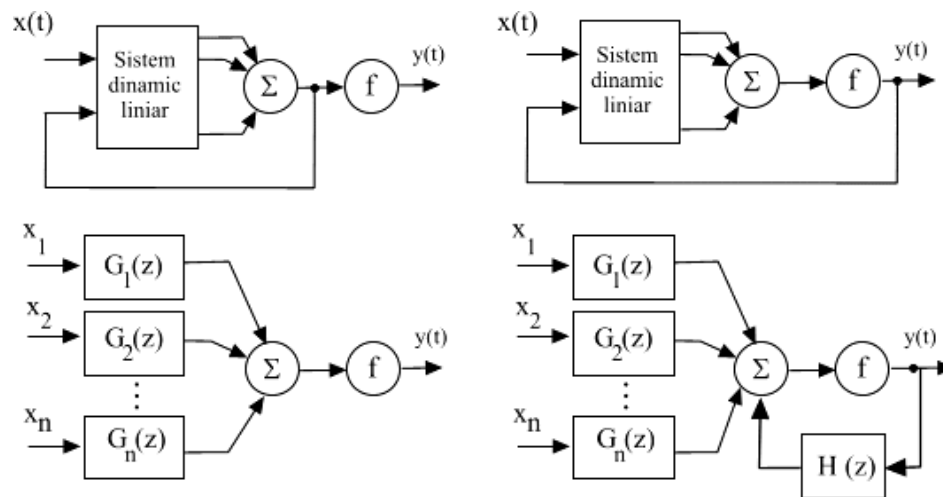 x(t)
Sistem
dinamic
liniar
Σ
f
y(t)
x(t)
Sistem
dinamic
liniar
Σ
f
y(t)
x1
G1(z)
x2
G2(z)
Σ
f
y(t)
xn
Gn(z)
x1
G1(z)
x2
G2(z)
Σ
f
y(t)
xn
Gn(z)
H (z)